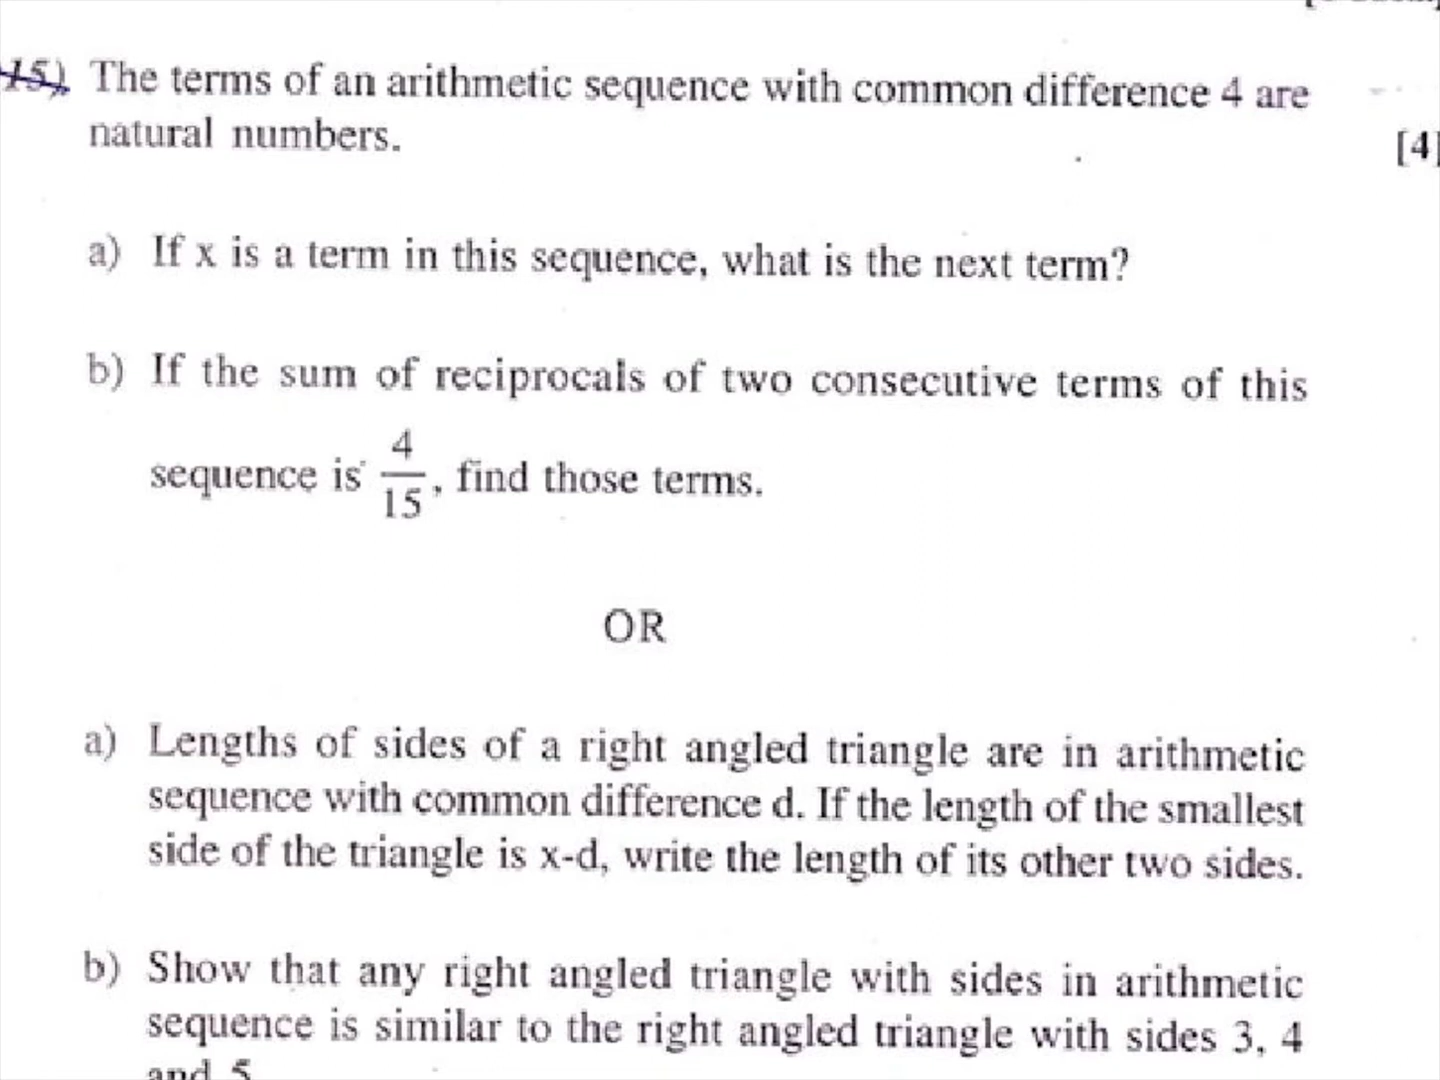 15) The terms of an arithmetic sequence with common difference 4 are
natural numbers.
[4]
a) If x is a term in this sequence, what is the next term?
b) If the sum of reciprocals of two consecutive terms of this
sequence is 4/15, find those terms.
OR
a) Lengths of sides of a right angled triangle are in arithmetic
sequence with common difference d. If the length of the smallest
side of the triangle is x-d, write the length of its other two sides.
b) Show that any right angled triangle with sides in arithmetic
sequence is similar to the right angled triangle with sides 3, 4
and 5